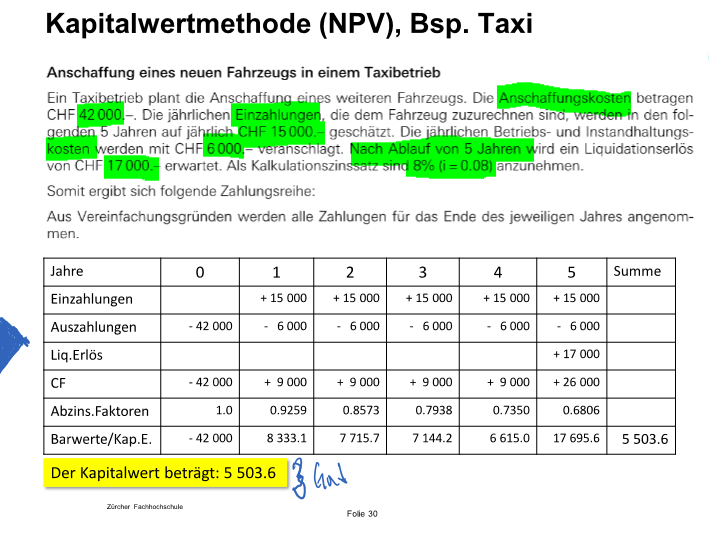 Kapitalwertmethode (NPV), Bsp. Taxi
Anschaffung eines neuen Fahrzeugs in einem Taxibetrieb
Ein Taxibetrieb plant die Anschaffung eines weiteren Fahrzeugs. Die Anschaffungskosten betragen
CHF 42 000.–. Die jährlichen Einzahlungen, die dem Fahrzeug zuzurechnen sind, werden in den fol-
genden 5 Jahren auf jährlich CHF 15 000.– geschätzt. Die jährlichen Betriebs- und Instandhaltungs-
kosten werden mit CHF 6 000.– veranschlagt. Nach Ablauf von 5 Jahren wird ein Liquidationserlös
von CHF 17 000.– erwartet. Als Kalkulationszinssatz sind 8% (i = 0.08) anzunehmen.
Somit ergibt sich folgende Zahlungsreihe:
Aus Vereinfachungsgründen werden alle Zahlungen für das Ende des jeweiligen Jahres angenom-
men.
Jahre 0 1 2 3 4 5 Summe
Einzahlungen + 15 000 + 15 000 + 15 000 + 15 000 + 15 000
Auszahlungen - 42 000 - 6 000 - 6 000 - 6 000 - 6 000 - 6 000
Liq.Erlös + 17 000
CF - 42 000 + 9 000 + 9 000 + 9 000 + 9 000 + 26 000
Abzins.Faktoren 1.0 0.9259 0.8573 0.7938 0.7350 0.6806
Barwerte/Kap.E. - 42 000 8 333.1 7 715.7 7 144.2 6 615.0 17 695.6 5 503.6
Der Kapitalwert beträgt: 5 503.6
Zürcher Fachhochschule
Folie 30